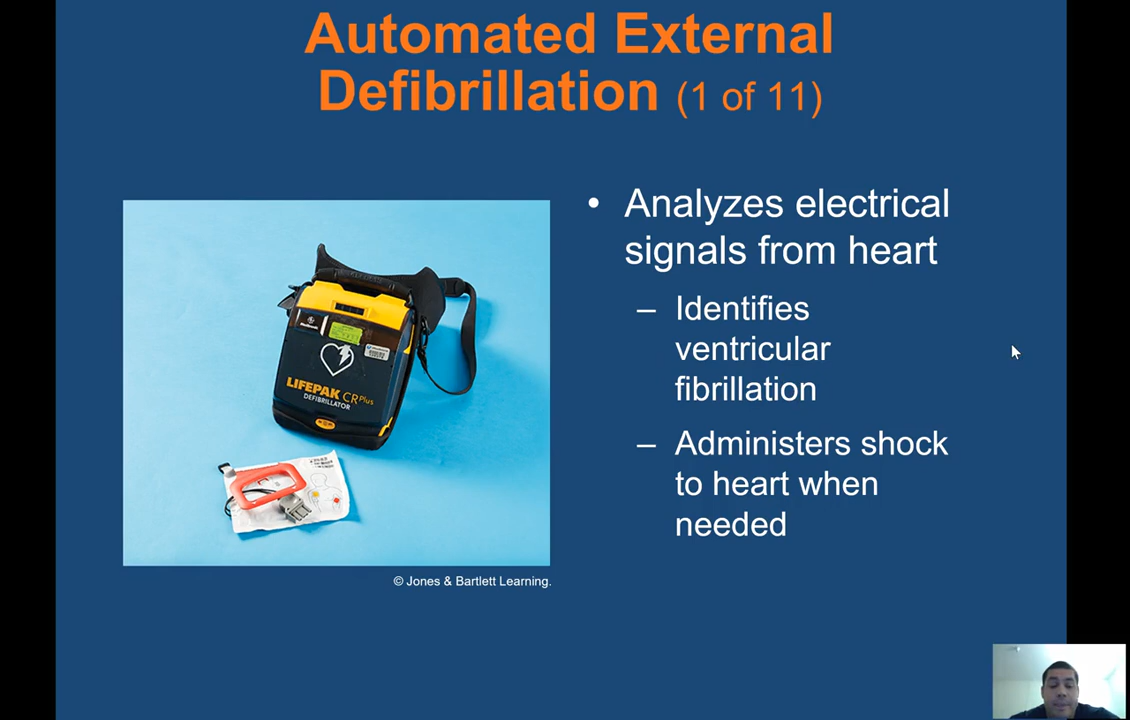 Automated External
Defibrillation (1 of 11)
• Analyzes electrical
signals from heart
– Identifies
ventricular
fibrillation
– Administers shock
to heart when
needed
LIFEPAK CR Plus
DEFIBRILLATOR
© Jones & Bartlett Learning.